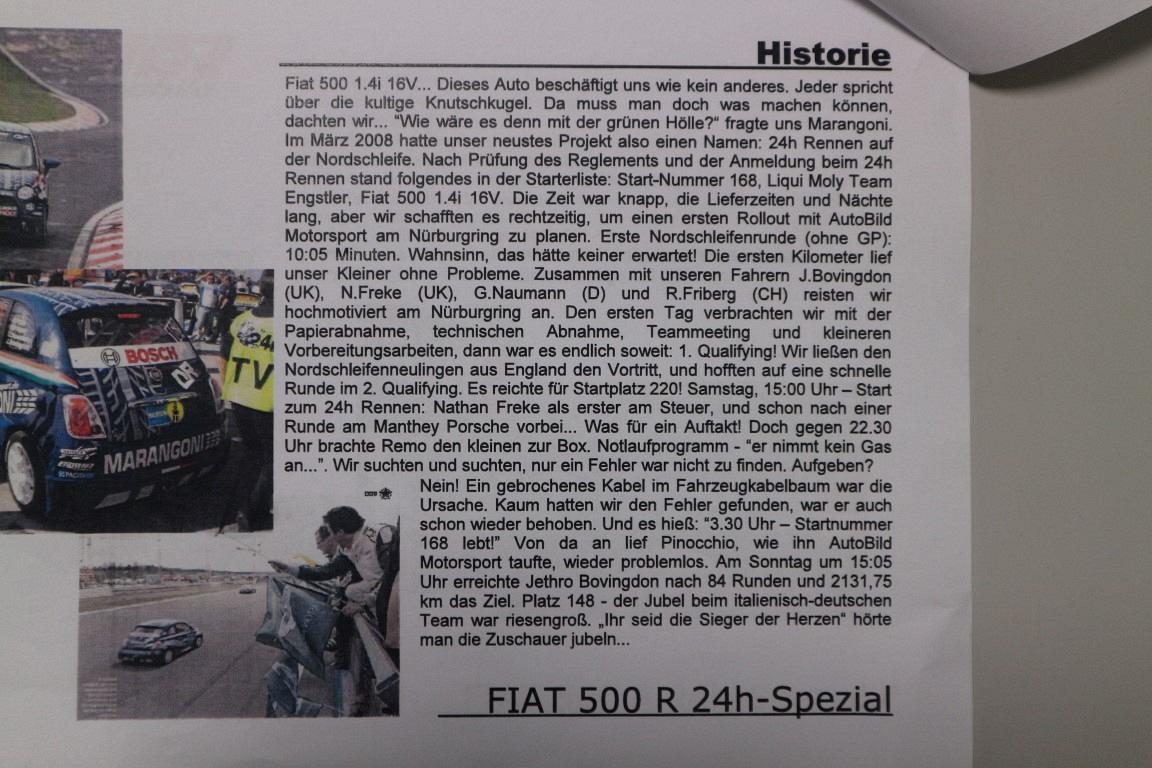 Historie
Fiat 500 1.4i 16V... Dieses Auto beschäftigt uns wie kein anderes. Jeder spricht
über die kultige Knutschkugel. Da muss man doch was machen können,
dachten wir... “Wie wäre es denn mit der grünen Hölle?“ fragte uns Marangoni.
Im März 2008 hatte unser neustes Projekt also einen Namen: 24h Rennen auf
der Nordschleife. Nach Prüfung des Reglements und der Anmeldung beim 24h
Rennen stand folgendes in der Starterliste: Start-Nummer 168, Liqui Moly Team
Engstler, Fiat 500 1.4i 16V. Die Zeit war knapp, die Lieferzeiten und Nächte
lang, aber wir schafften es rechtzeitig, um einen ersten Rollout mit AutoBild
Motorsport am Nürburgring zu planen. Erste Nordschleifenrunde (ohne GP):
10:05 Minuten. Wahnsinn, das hätte keiner erwartet! Die ersten Kilometer lief
unser Kleiner ohne Probleme. Zusammen mit unseren Fahrern J.Bovingdon
(UK), N.Freke (UK), G.Naumann (D) und R.Friberg (CH) reisten wir
hochmotiviert am Nürburgring an. Den ersten Tag verbrachten wir mit der
Papierabnahme, technischen Abnahme, Teammeeting und kleineren
Vorbereitungsarbeiten, dann war es endlich soweit: 1. Qualifying! Wir ließen den
Nordschleifenneulingen aus England den Vortritt, und hofften auf eine schnelle
Runde im 2. Qualifying. Es reichte für Startplatz 220! Samstag, 15:00 Uhr – Start
zum 24h Rennen: Nathan Freke als erster am Steuer, und schon nach einer
Runde am Manthey Porsche vorbei... Was für ein Auftakt! Doch gegen 22.30
Uhr brachte Remo den kleinen zur Box. Notlaufprogramm - “er nimmt kein Gas
an...”. Wir suchten und suchten, nur ein Fehler war nicht zu finden. Aufgeben?
Nein! Ein gebrochenes Kabel im Fahrzeugkabelbaum war die
Ursache. Kaum hatten wir den Fehler gefunden, war er auch
schon wieder behoben. Und es hieß: “3.30 Uhr – Startnummer
168 lebt!” Von da an lief Pinocchio, wie ihn AutoBild
Motorsport taufte, wieder problemlos. Am Sonntag um 15:05
Uhr erreichte Jethro Bovingdon nach 84 Runden und 2131,75
km das Ziel. Platz 148 - der Jubel beim italienisch-deutschen
Team war riesengroß. „Ihr seid die Sieger der Herzen“ hörte
man die Zuschauer jubeln...
FIAT 500 R 24h-Spezial
BOSCH
MARANGONI
TV